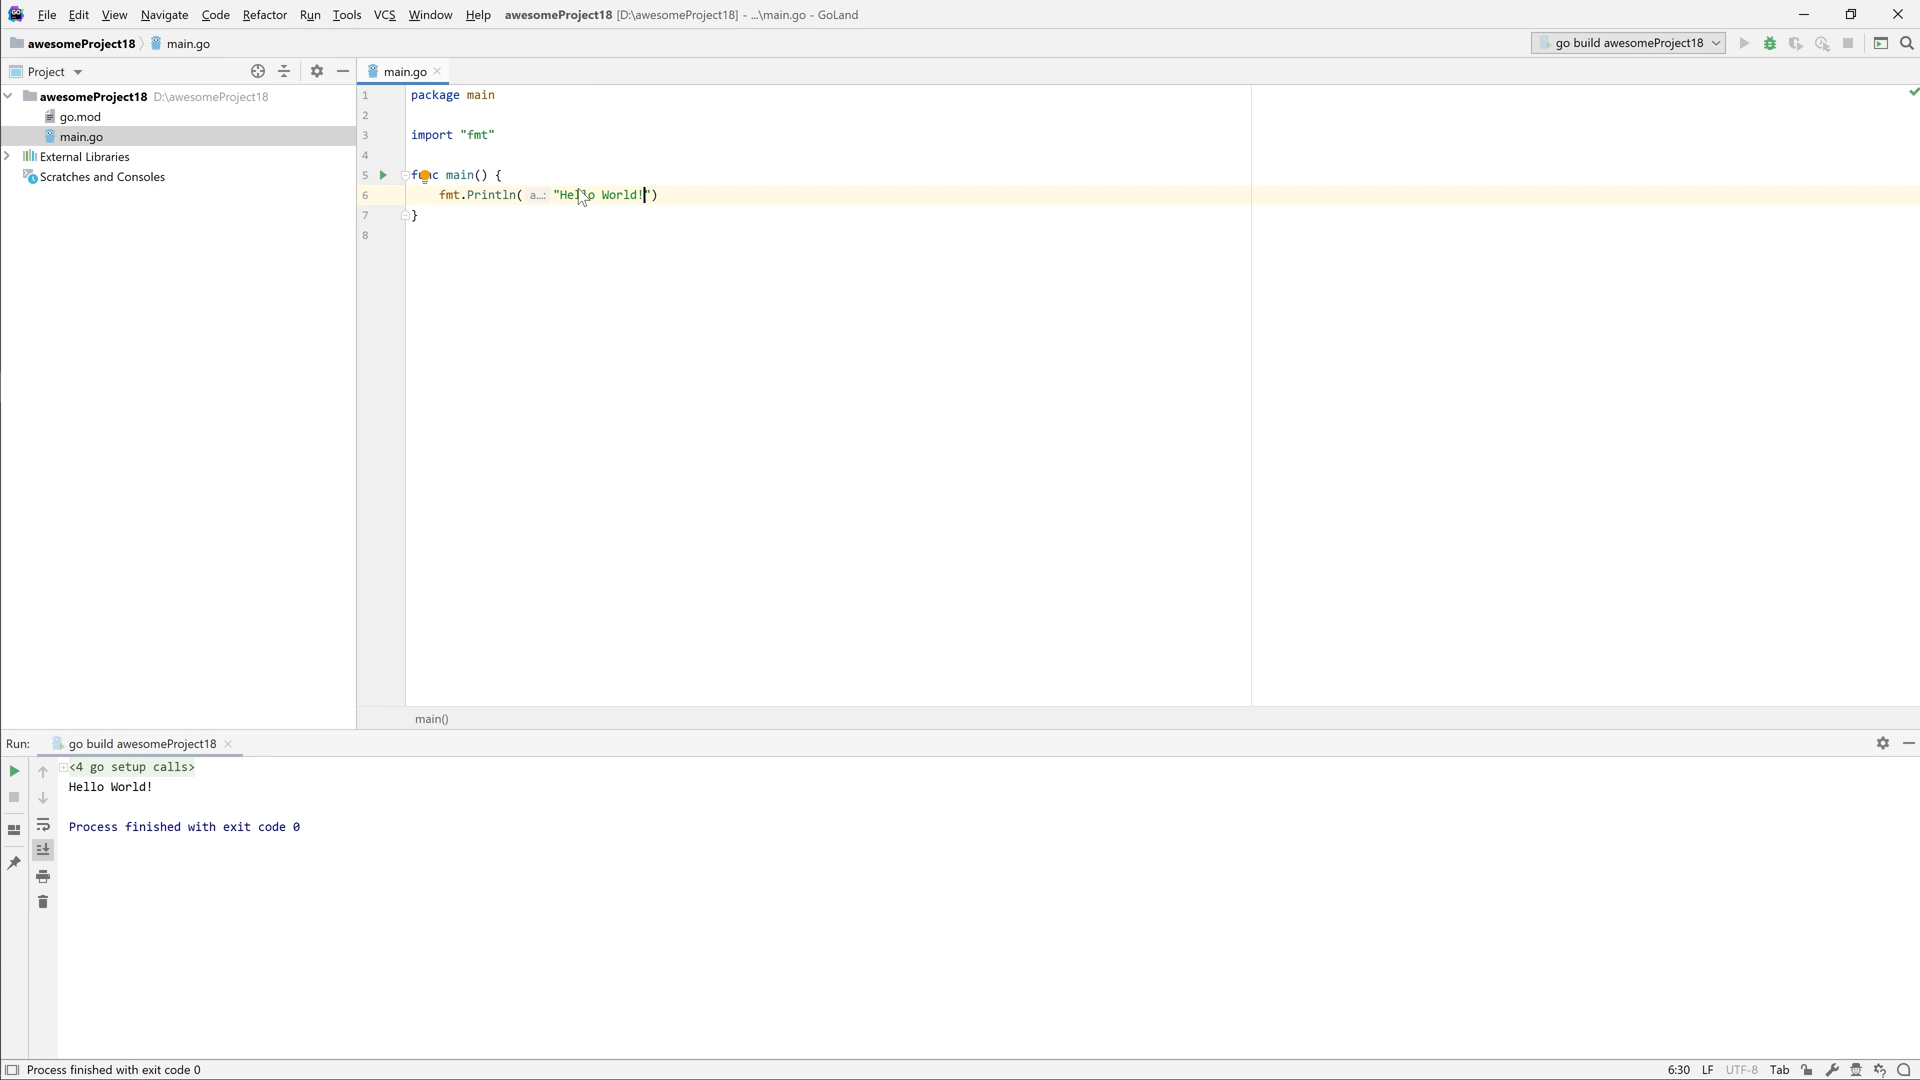 File Edit View Navigate Code Refactor Run Tools VCS Window Help awesomeProject18 [D:\awesomeProject18] - ...\main.go - GoLand
awesomeProject18 main.go
go build awesomeProject18
Project
main.go
awesomeProject18 D:\awesomeProject18
go.mod
main.go
External Libraries
Scratches and Consoles
1 package main
2
3 import "fmt"
4
5 func main() {
6 fmt.Println( a...: "Hello World!")
7 }
8
main()
Run: go build awesomeProject18
<4 go setup calls>
Hello World!
Process finished with exit code 0
Process finished with exit code 0
6:30 LF UTF-8 Tab